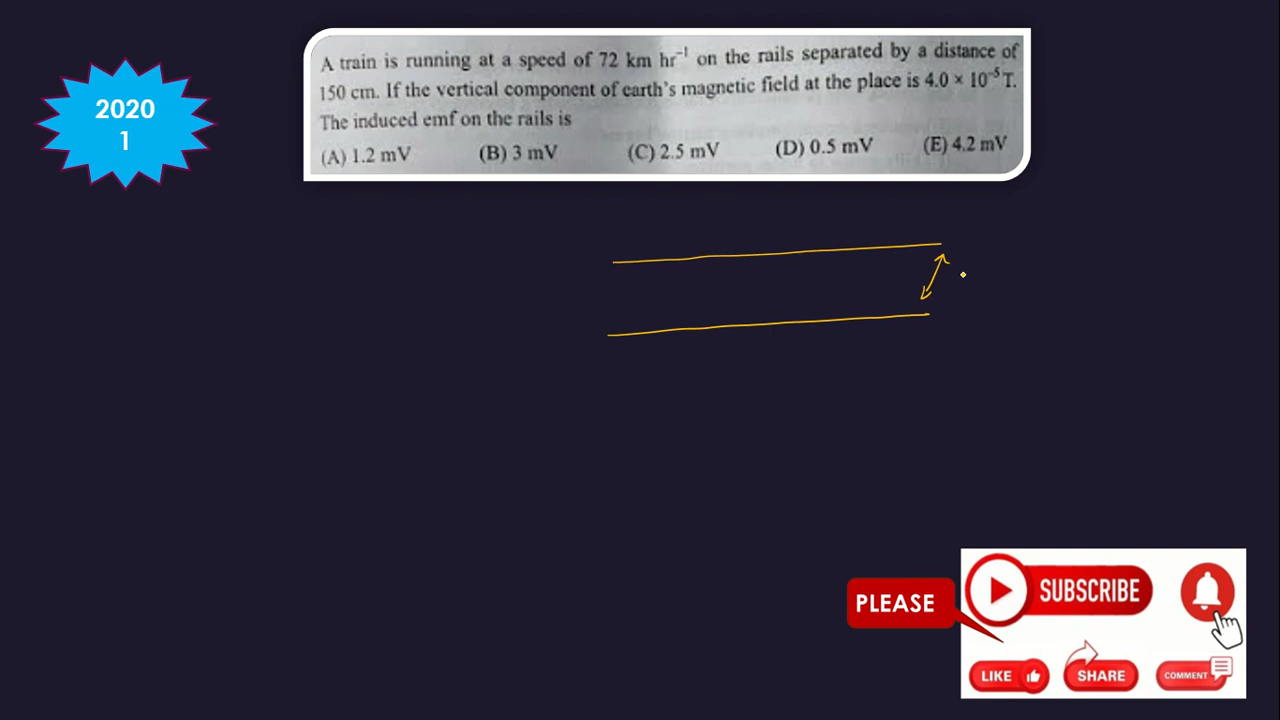 2020
1
A train is running at a speed of 72 km hr⁻¹ on the rails separated by a distance of
150 cm. If the vertical component of earth's magnetic field at the place is 4.0 × 10⁻⁵T.
The induced emf on the rails is
(A) 1.2 mV (B) 3 mV (C) 2.5 mV (D) 0.5 mV (E) 4.2 mV
PLEASE
SUBSCRIBE
LIKE SHARE COMMENT